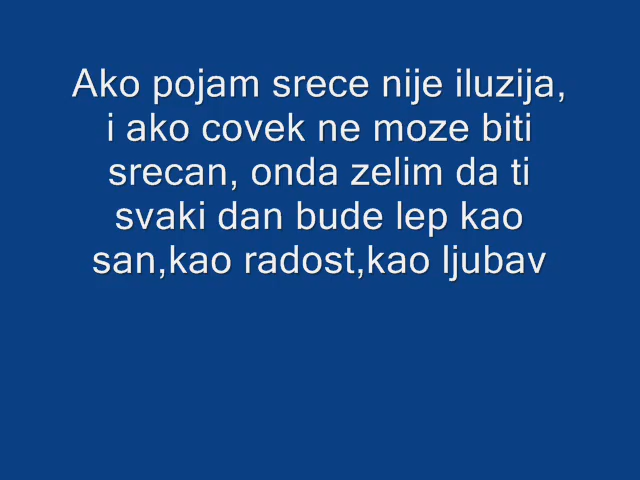 Ako pojam srece nije iluzija,
i ako covek ne moze biti
srecan, onda zelim da ti
svaki dan bude lep kao
san,kao radost,kao ljubav